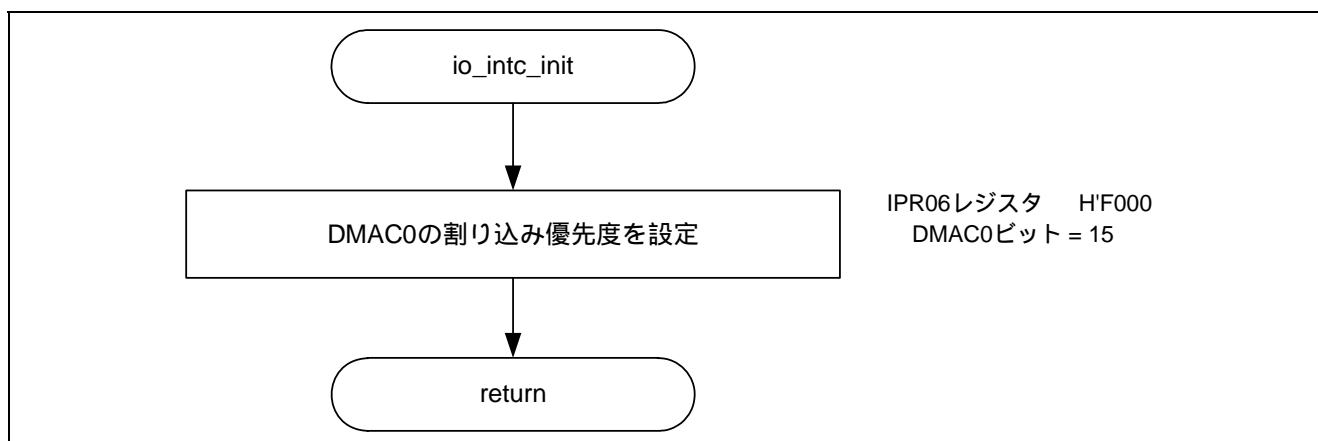 io_intc_init
DMAC0の割り込み優先度を設定
IPR06レジスタ H'F000
DMAC0ビット = 15
return